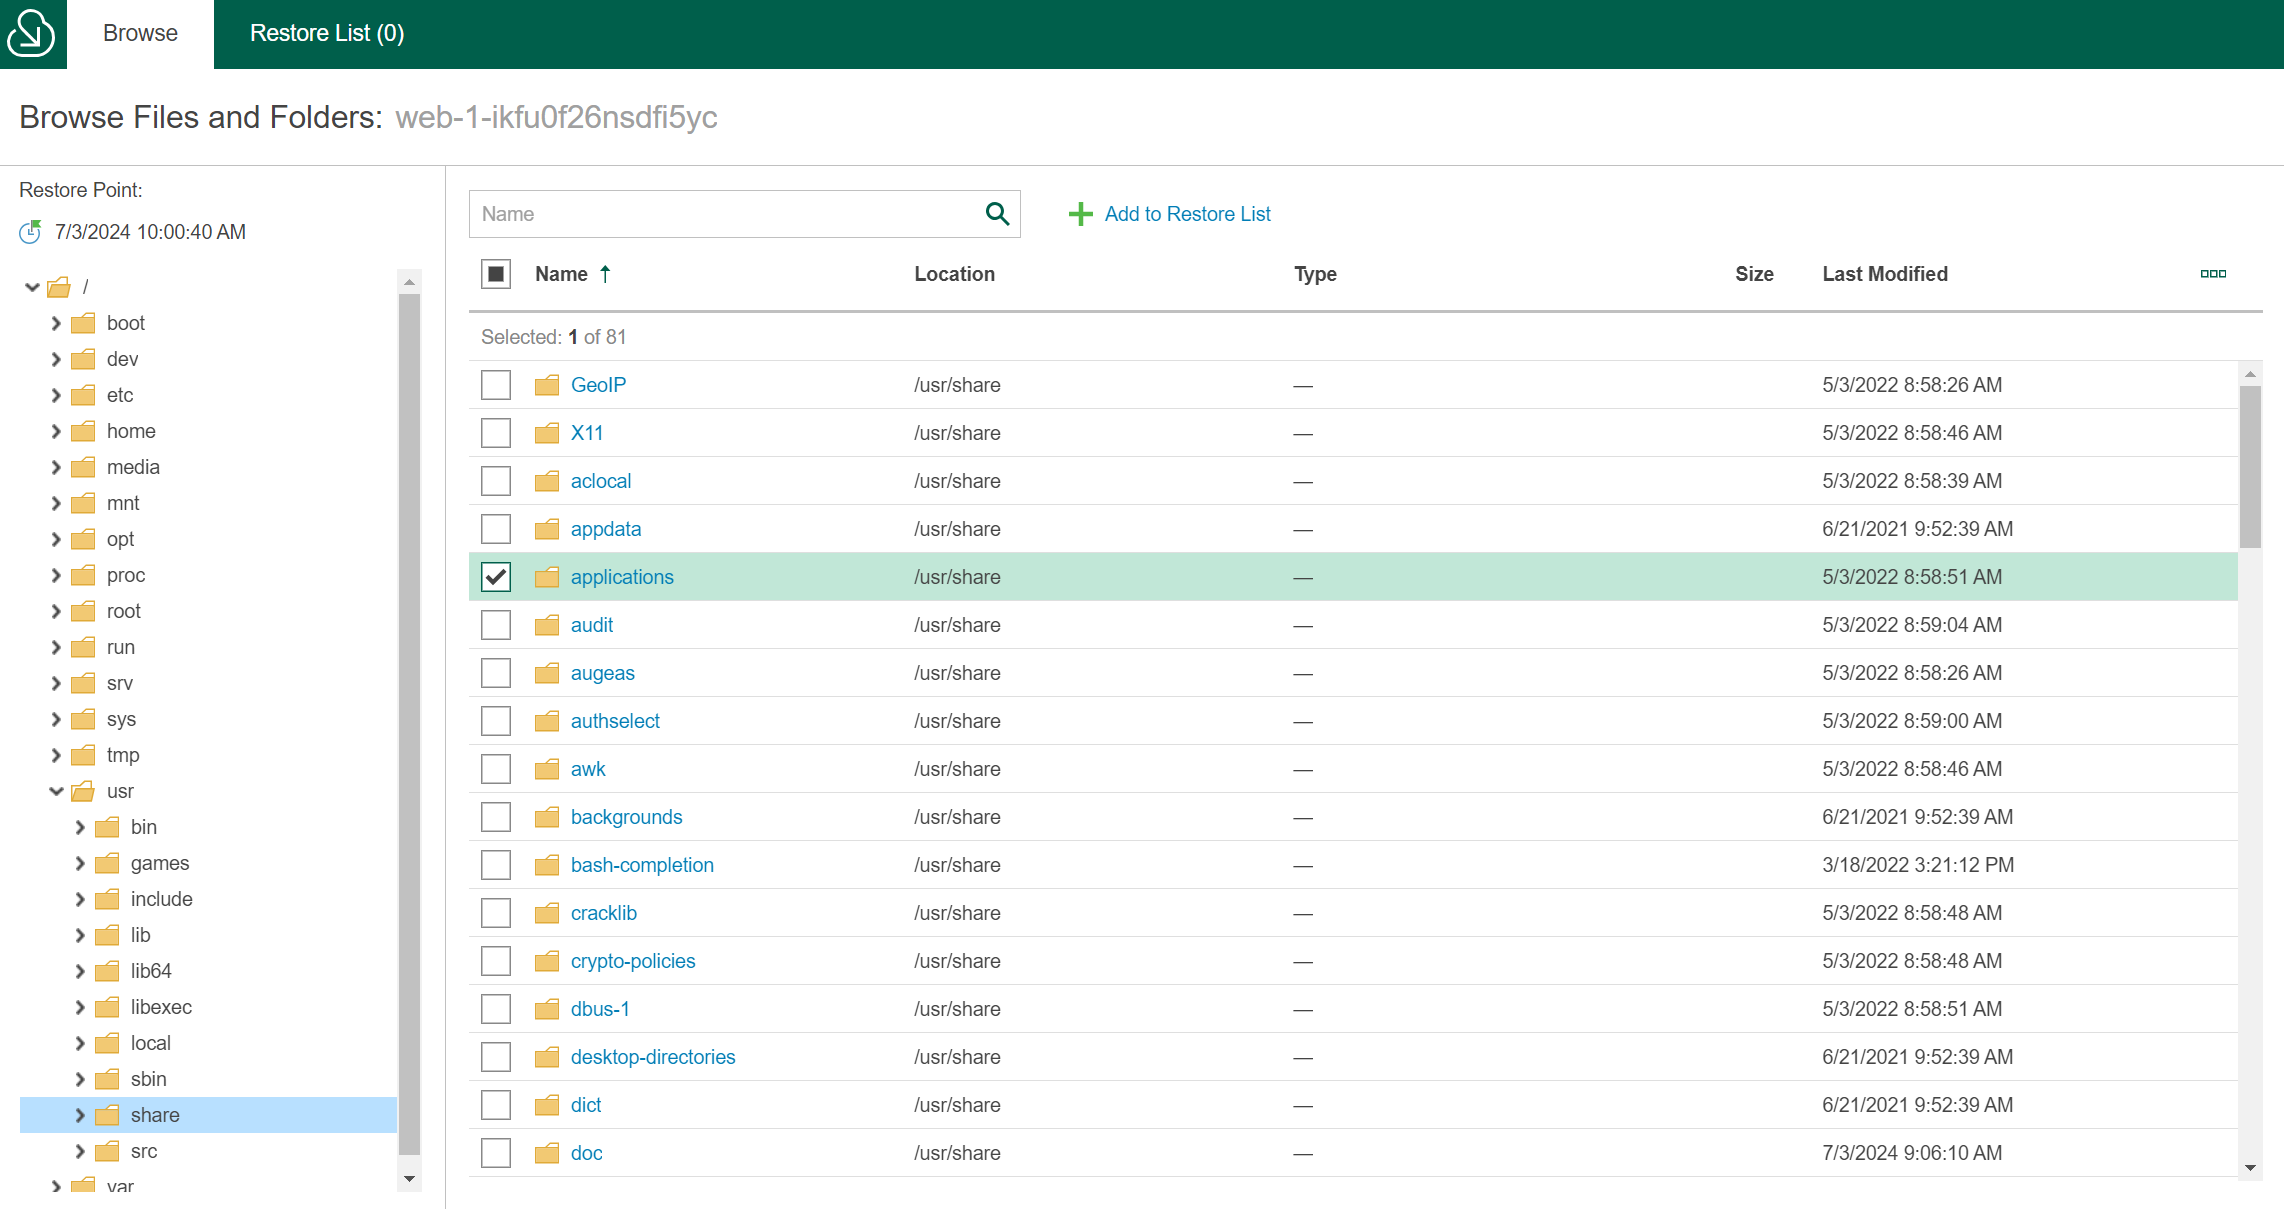 Browse
Restore List (0)
Browse Files and Folders: web-1-ikfu0f26nsdfi5yc
Restore Point:
7/3/2024 10:00:40 AM
/
boot
dev
etc
home
media
mnt
opt
proc
root
run
srv
sys
tmp
usr
bin
games
include
lib
lib64
libexec
local
sbin
share
src
var
Name
Add to Restore List
Name Location Type Size Last Modified
Selected: 1 of 81
GeoIP /usr/share — 5/3/2022 8:58:26 AM
X11 /usr/share — 5/3/2022 8:58:46 AM
aclocal /usr/share — 5/3/2022 8:58:39 AM
appdata /usr/share — 6/21/2021 9:52:39 AM
applications /usr/share — 5/3/2022 8:58:51 AM
audit /usr/share — 5/3/2022 8:59:04 AM
augeas /usr/share — 5/3/2022 8:58:26 AM
authselect /usr/share — 5/3/2022 8:59:00 AM
awk /usr/share — 5/3/2022 8:58:46 AM
backgrounds /usr/share — 6/21/2021 9:52:39 AM
bash-completion /usr/share — 3/18/2022 3:21:12 PM
cracklib /usr/share — 5/3/2022 8:58:48 AM
crypto-policies /usr/share — 5/3/2022 8:58:48 AM
dbus-1 /usr/share — 5/3/2022 8:58:51 AM
desktop-directories /usr/share — 6/21/2021 9:52:39 AM
dict /usr/share — 6/21/2021 9:52:39 AM
doc /usr/share — 7/3/2024 9:06:10 AM